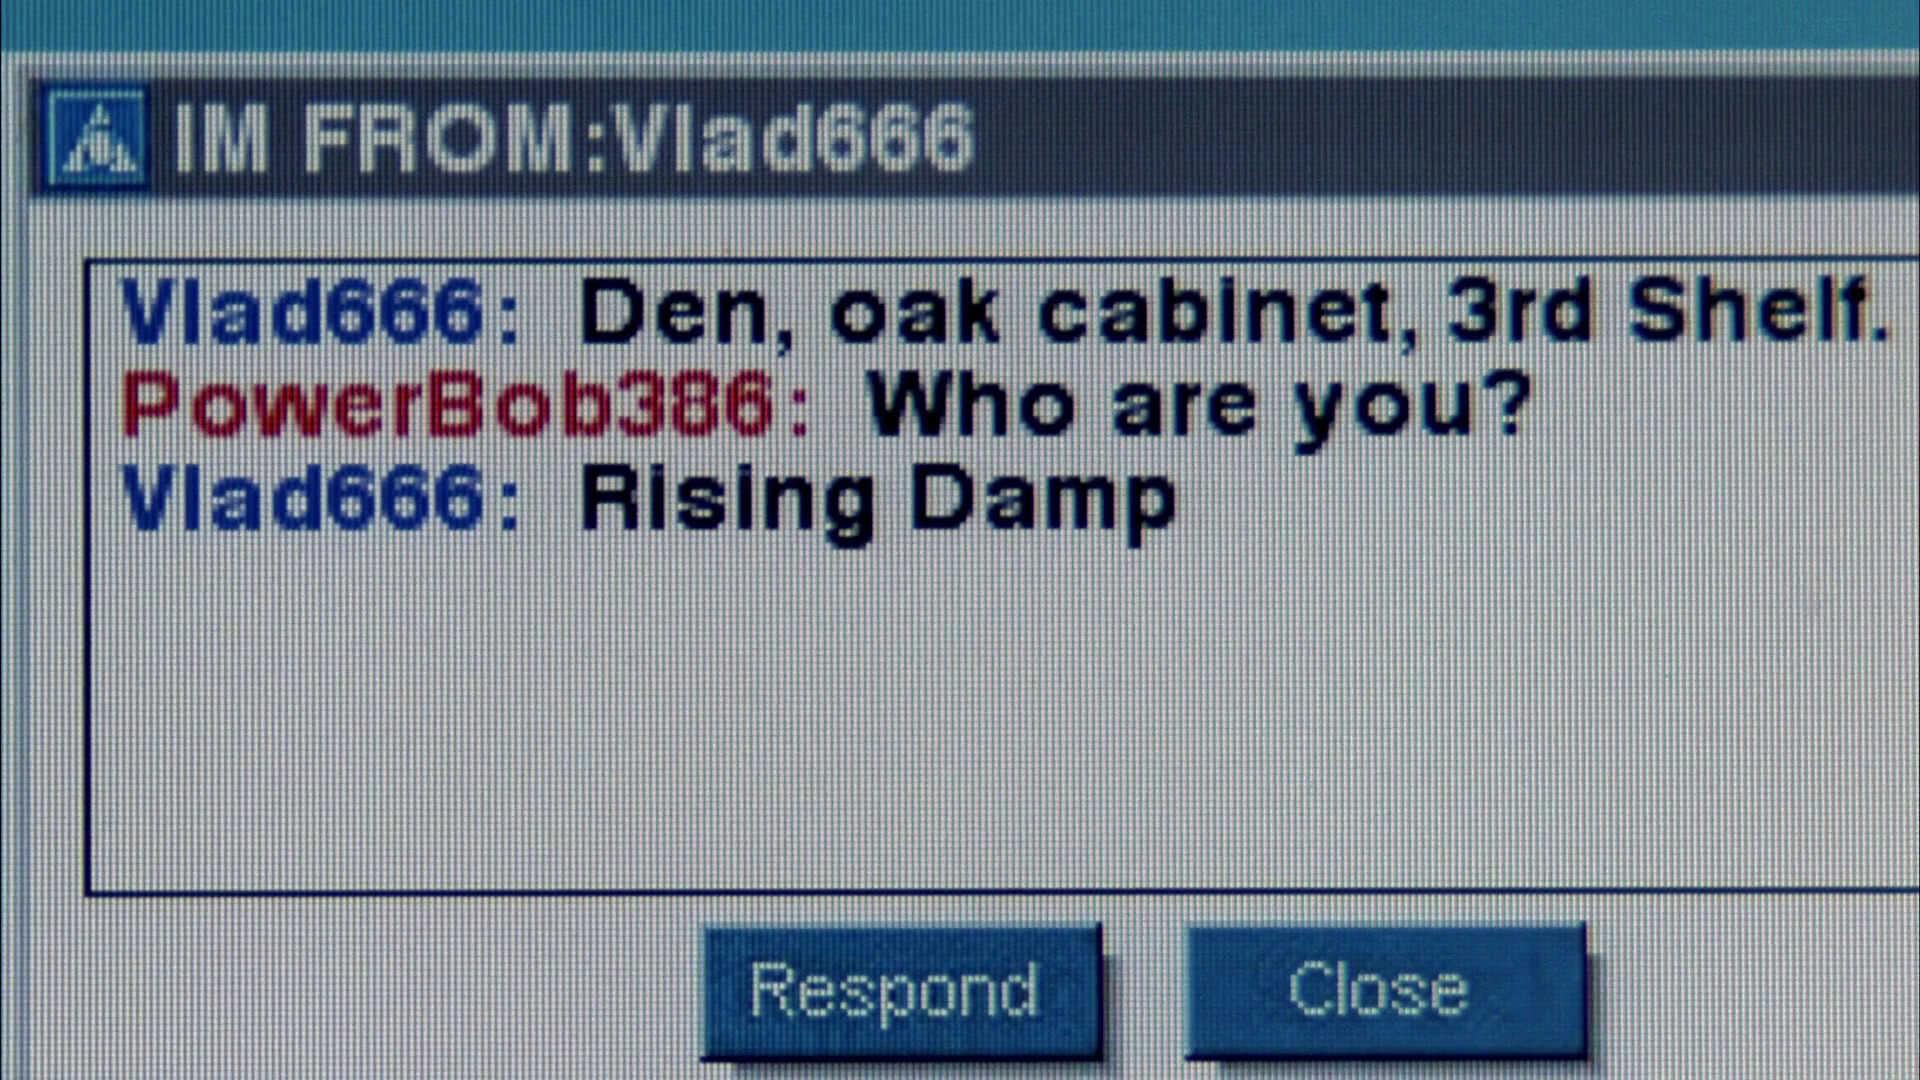 IM FROM:Vlad666
Vlad666: Den, oak cabinet, 3rd Shelf.
PowerBob386: Who are you?
Vlad666: Rising Damp
Respond
Close